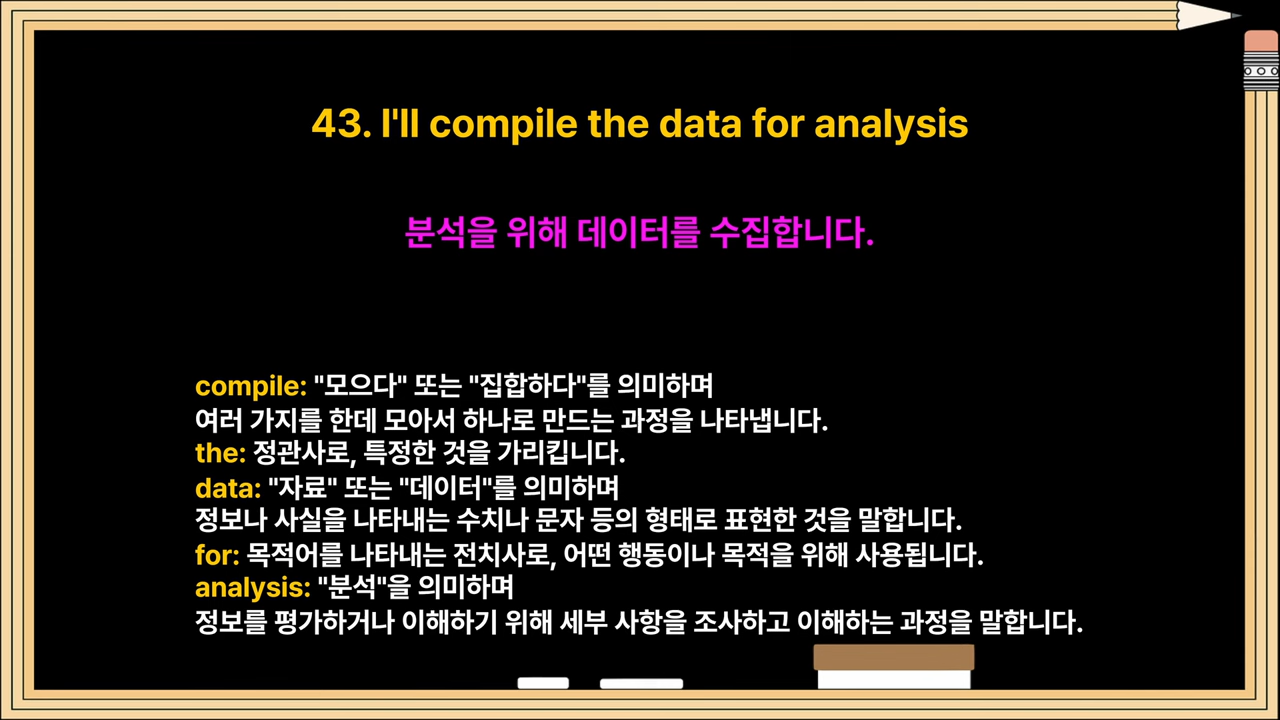 43. I'll compile the data for analysis
분석을 위해 데이터를 수집합니다.
compile: "모으다" 또는 "집합하다"를 의미하며
여러 가지를 한데 모아서 하나로 만드는 과정을 나타냅니다.
the: 정관사로, 특정한 것을 가리킵니다.
data: "자료" 또는 "데이터"를 의미하며
정보나 사실을 나타내는 수치나 문자 등의 형태로 표현한 것을 말합니다.
for: 목적어를 나타내는 전치사로, 어떤 행동이나 목적을 위해 사용됩니다.
analysis: "분석"을 의미하며
정보를 평가하거나 이해하기 위해 세부 사항을 조사하고 이해하는 과정을 말합니다.